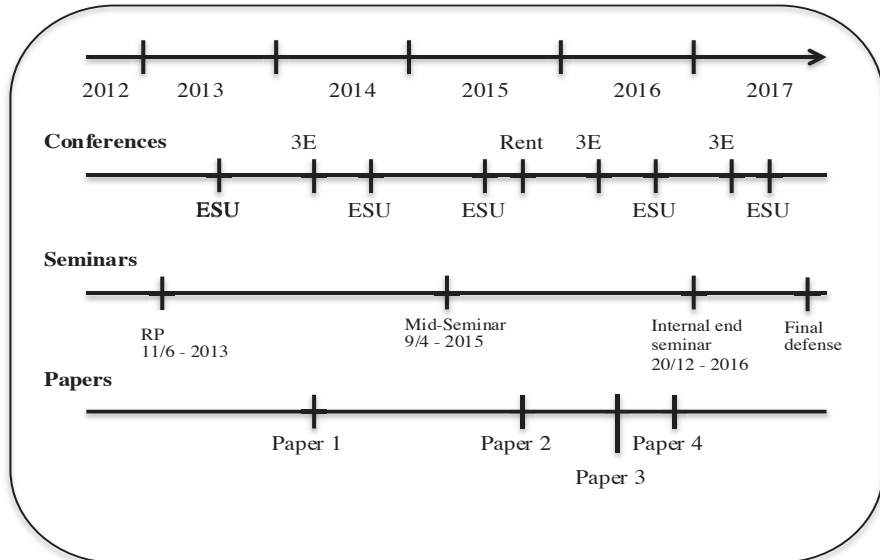 2012 2013 2014 2015 2016 2017
Conferences
3E Rent 3E 3E
ESU ESU ESU ESU ESU
Seminars
RP
11/6 - 2013
Mid-Seminar
9/4 - 2015
Internal end
seminar
20/12 - 2016
Final
defense
Papers
Paper 1 Paper 2 Paper 4
Paper 3